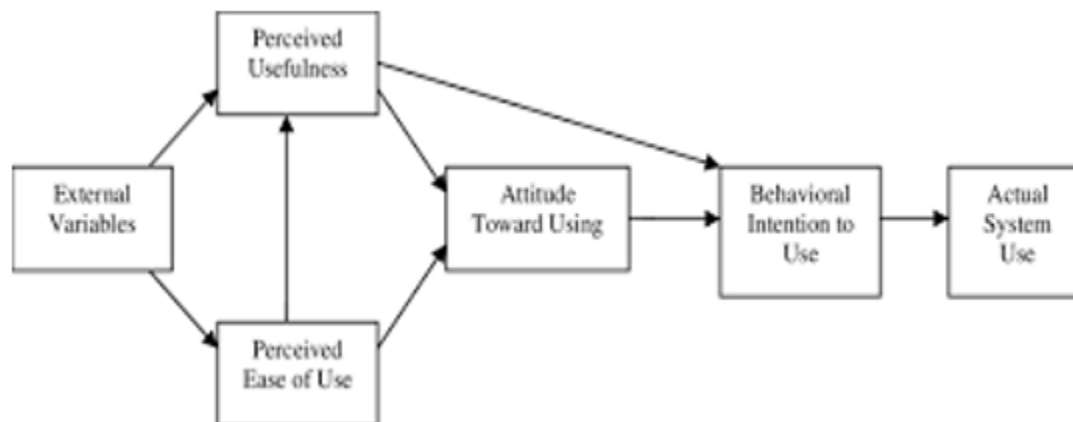 Perceived
Usefulness
External
Variables
Attitude
Toward Using
Behavioral
Intention to
Use
Actual
System
Use
Perceived
Ease of Use